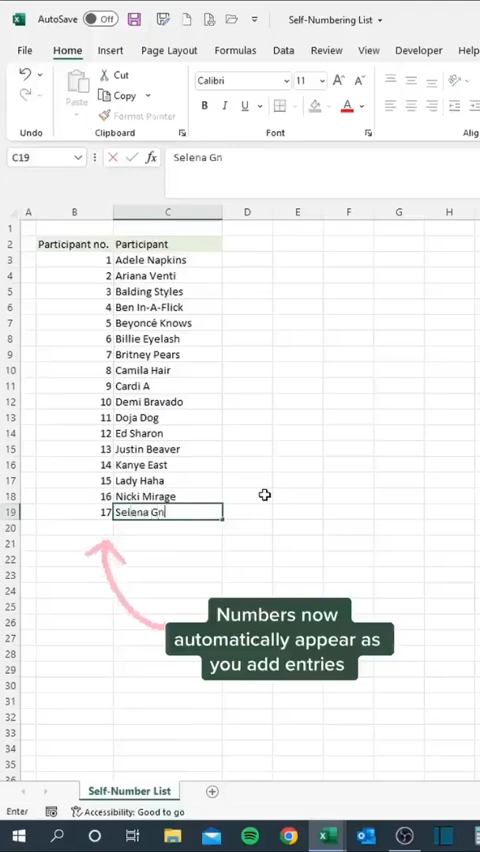 AutoSave Off Self-Numbering List
File Home Insert Page Layout Formulas Data Review View Developer Help
Paste
Cut
Copy
Format Painter
Calibri 11
B I U
A
Undo Clipboard Font Alig
C19 fx Selena Gn
A B C D E F G H
1
2 Participant no. Participant
3 1 Adele Napkins
4 2 Ariana Venti
5 3 Balding Styles
6 4 Ben In-A-Flick
7 5 Beyoncé Knows
8 6 Billie Eyelash
9 7 Britney Pears
10 8 Camila Hair
11 9 Cardi A
12 10 Demi Bravado
13 11 Doja Dog
14 12 Ed Sharon
15 13 Justin Beaver
16 14 Kanye East
17 15 Lady Haha
18 16 Nicki Mirage
19 17 Selena Gn
20
21
22
23
24
25
26
27
28
29
30
31
32
33
34
35
36
Numbers now
automatically appear as
you add entries
Self-Number List
Enter Accessibility: Good to go